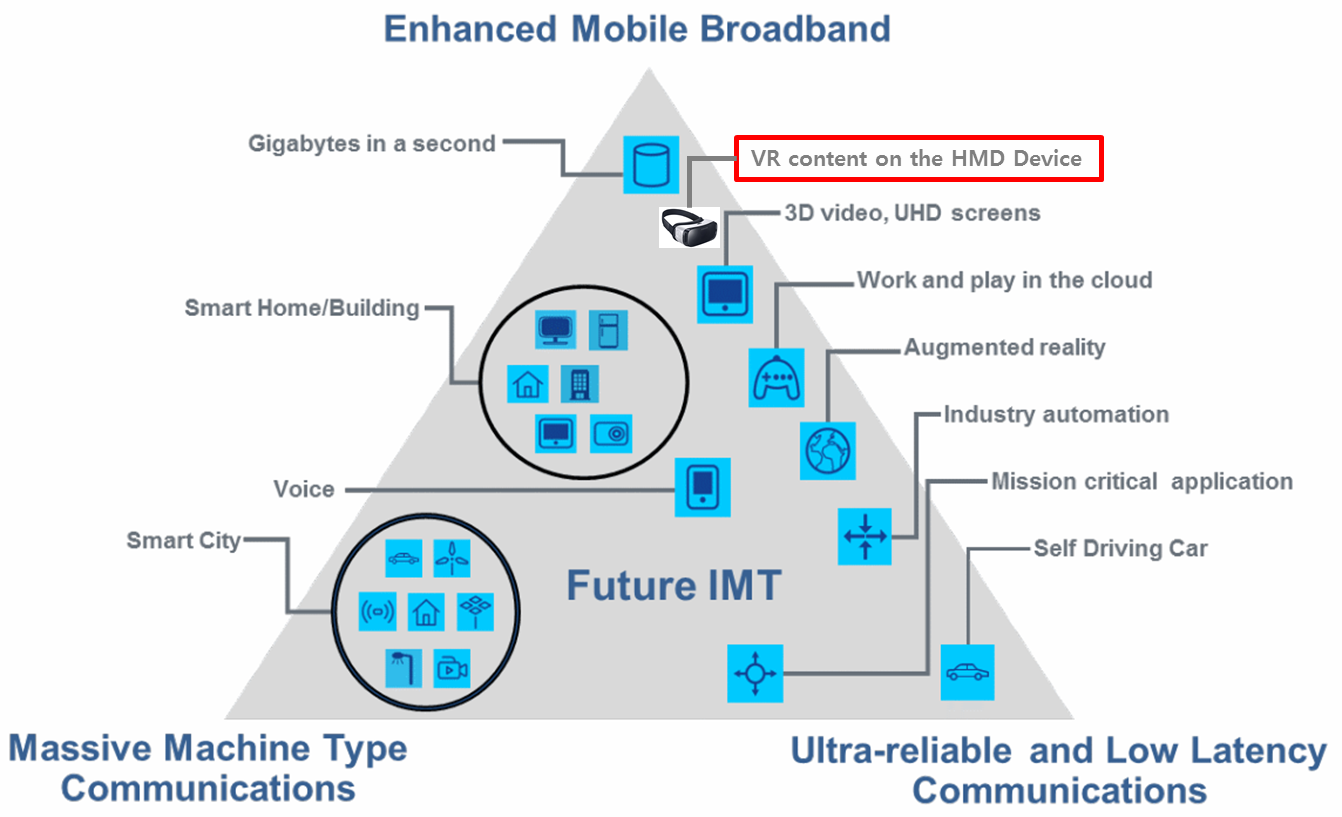 Enhanced Mobile Broadband
Gigabytes in a second
VR content on the HMD Device
3D video, UHD screens
Work and play in the cloud
Smart Home/Building
Augmented reality
Industry automation
Mission critical application
Voice
Smart City
Self Driving Car
Future IMT
Massive Machine Type
Communications
Ultra-reliable and Low Latency
Communications